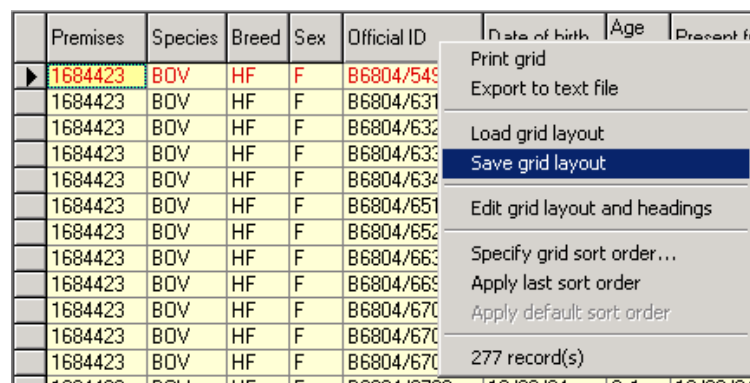 Premises Species Breed Sex Official ID Date of birth Age Present
1684423 BOV HF F B6804/549
Print grid
1684423 BOV HF F B6804/631
Export to text file
1684423 BOV HF F B6804/632
Load grid layout
1684423 BOV HF F B6804/633
Save grid layout
1684423 BOV HF F B6804/634
1684423 BOV HF F B6804/651
Edit grid layout and headings
1684423 BOV HF F B6804/652
1684423 BOV HF F B6804/663
Specify grid sort order...
1684423 BOV HF F B6804/669
Apply last sort order
1684423 BOV HF F B6804/670
Apply default sort order
1684423 BOV HF F B6804/670
1684423 BOV HF F B6804/670
277 record(s)